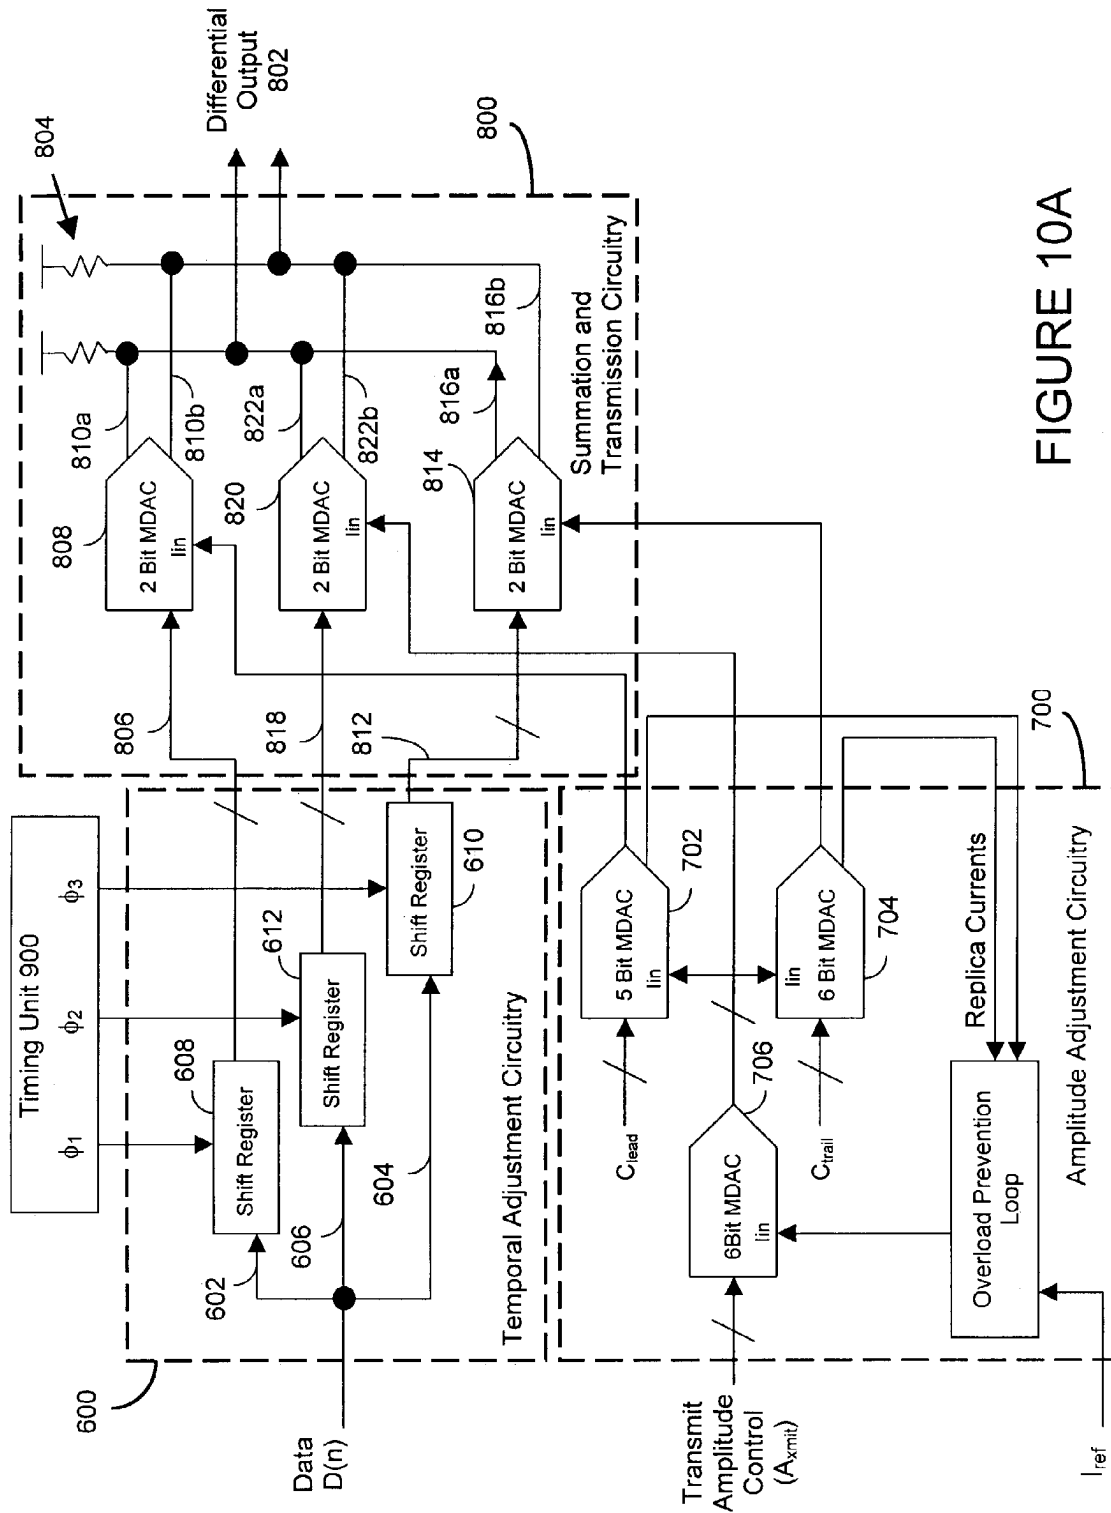 Timing Unit 900
ϕ1
ϕ2
ϕ3
600
Data
D(n)
602
606
604
608
Shift Register
612
Shift Register
610
Shift Register
Temporal Adjustment Circuitry
806
818
812
808
2 Bit MDAC
Iin
820
2 Bit MDAC
Iin
814
2 Bit MDAC
Iin
810a
810b
822a
822b
816a
816b
804
Differential
Output
802
800
Summation and
Transmission Circuitry
Transmit
Amplitude
Control
(Axmit)
Iref
6Bit MDAC
Iin
706
Clead
Ctrail
5 Bit MDAC
Iin
702
Iin
6 Bit MDAC
704
Overload Prevention
Loop
Replica Currents
Amplitude Adjustment Circuitry
700
FIGURE 10A